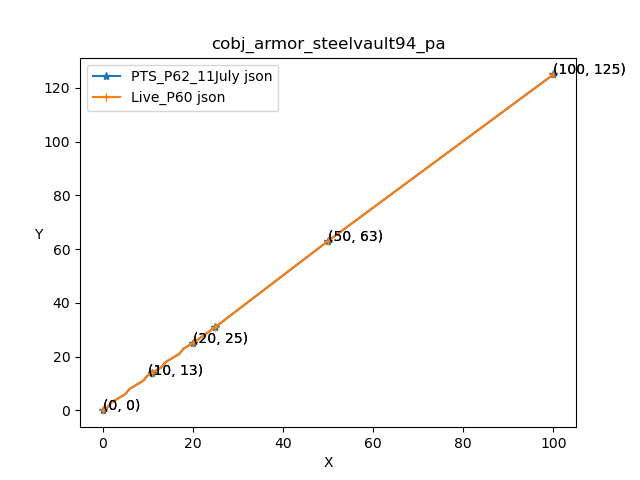 cobj_armor_steelvault94_pa
PTS_P62_11July json
Live_P60 json
(100, 125)
(50, 63)
(20, 25)
(10, 13)
(0, 0)
Y
120
100
80
60
40
20
0
0 20 40 60 80 100
X